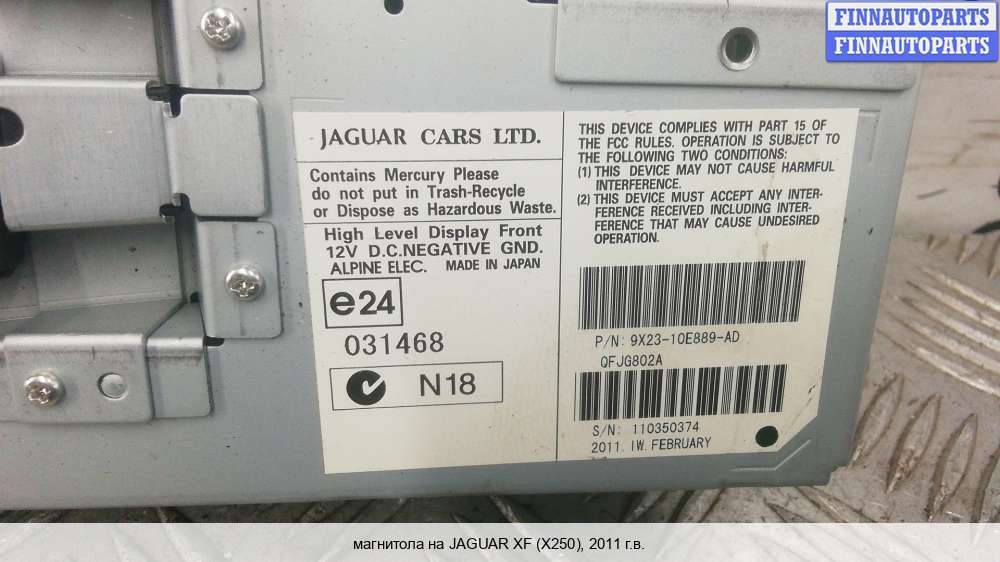 FINNAUTOPARTS
FINNAUTOPARTS
JAGUAR CARS LTD.
Contains Mercury Please
do not put in Trash-Recycle
or Dispose as Hazardous Waste.
High Level Display Front
12V D.C.NEGATIVE GND.
ALPINE ELEC. MADE IN JAPAN
e24
031468
N18
THIS DEVICE COMPLIES WITH PART 15 OF
THE FCC RULES. OPERATION IS SUBJECT TO
THE FOLLOWING TWO CONDITIONS:
(1) THIS DEVICE MAY NOT CAUSE HARMFUL
INTERFERENCE.
(2) THIS DEVICE MUST ACCEPT ANY INTER-
FERENCE RECEIVED INCLUDING INTER-
FERENCE THAT MAY CAUSE UNDESIRED
OPERATION.
P/N: 9X23-10E889-AD
QFJG802A
S/N: 110350374
2011. IW. FEBRUARY
магнитола на JAGUAR XF (X250), 2011 г.в.